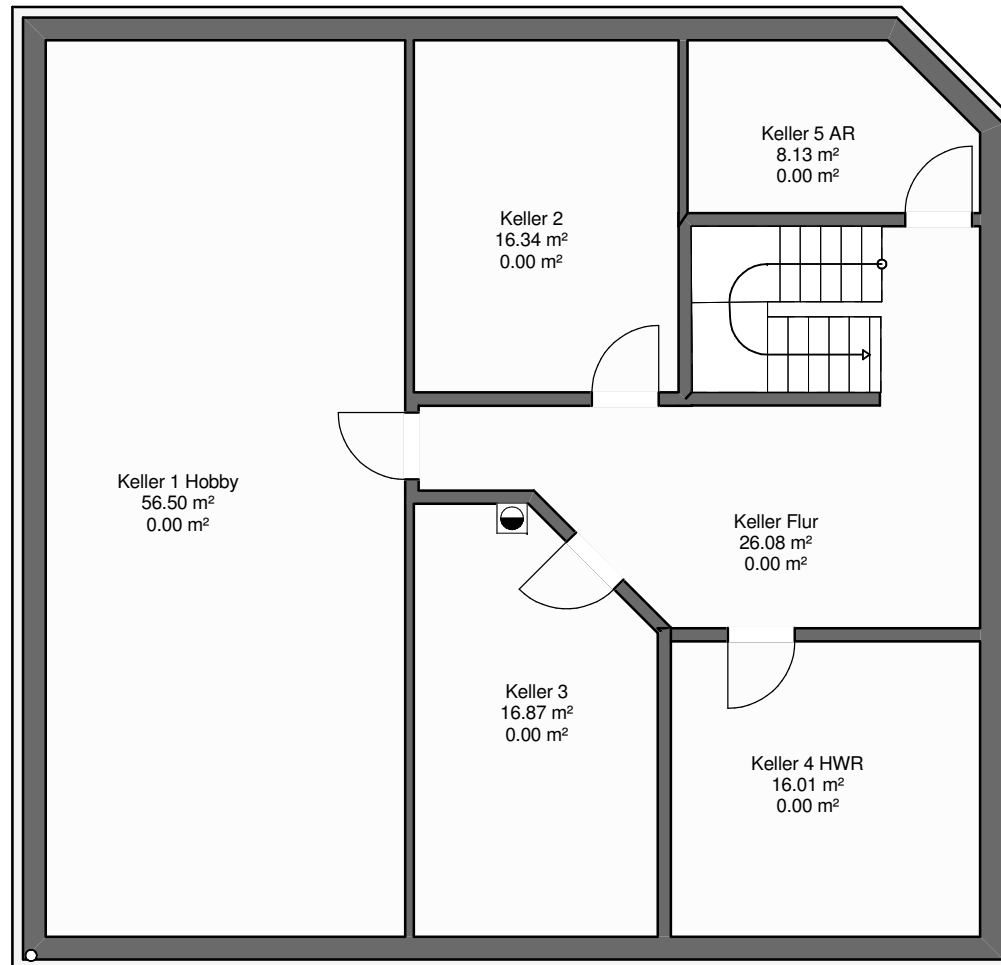 Keller 5 AR
8.13 m²
0.00 m²
Keller 2
16.34 m²
0.00 m²
Keller 1 Hobby
56.50 m²
0.00 m²
Keller Flur
26.08 m²
0.00 m²
Keller 3
16.87 m²
0.00 m²
Keller 4 HWR
16.01 m²
0.00 m²